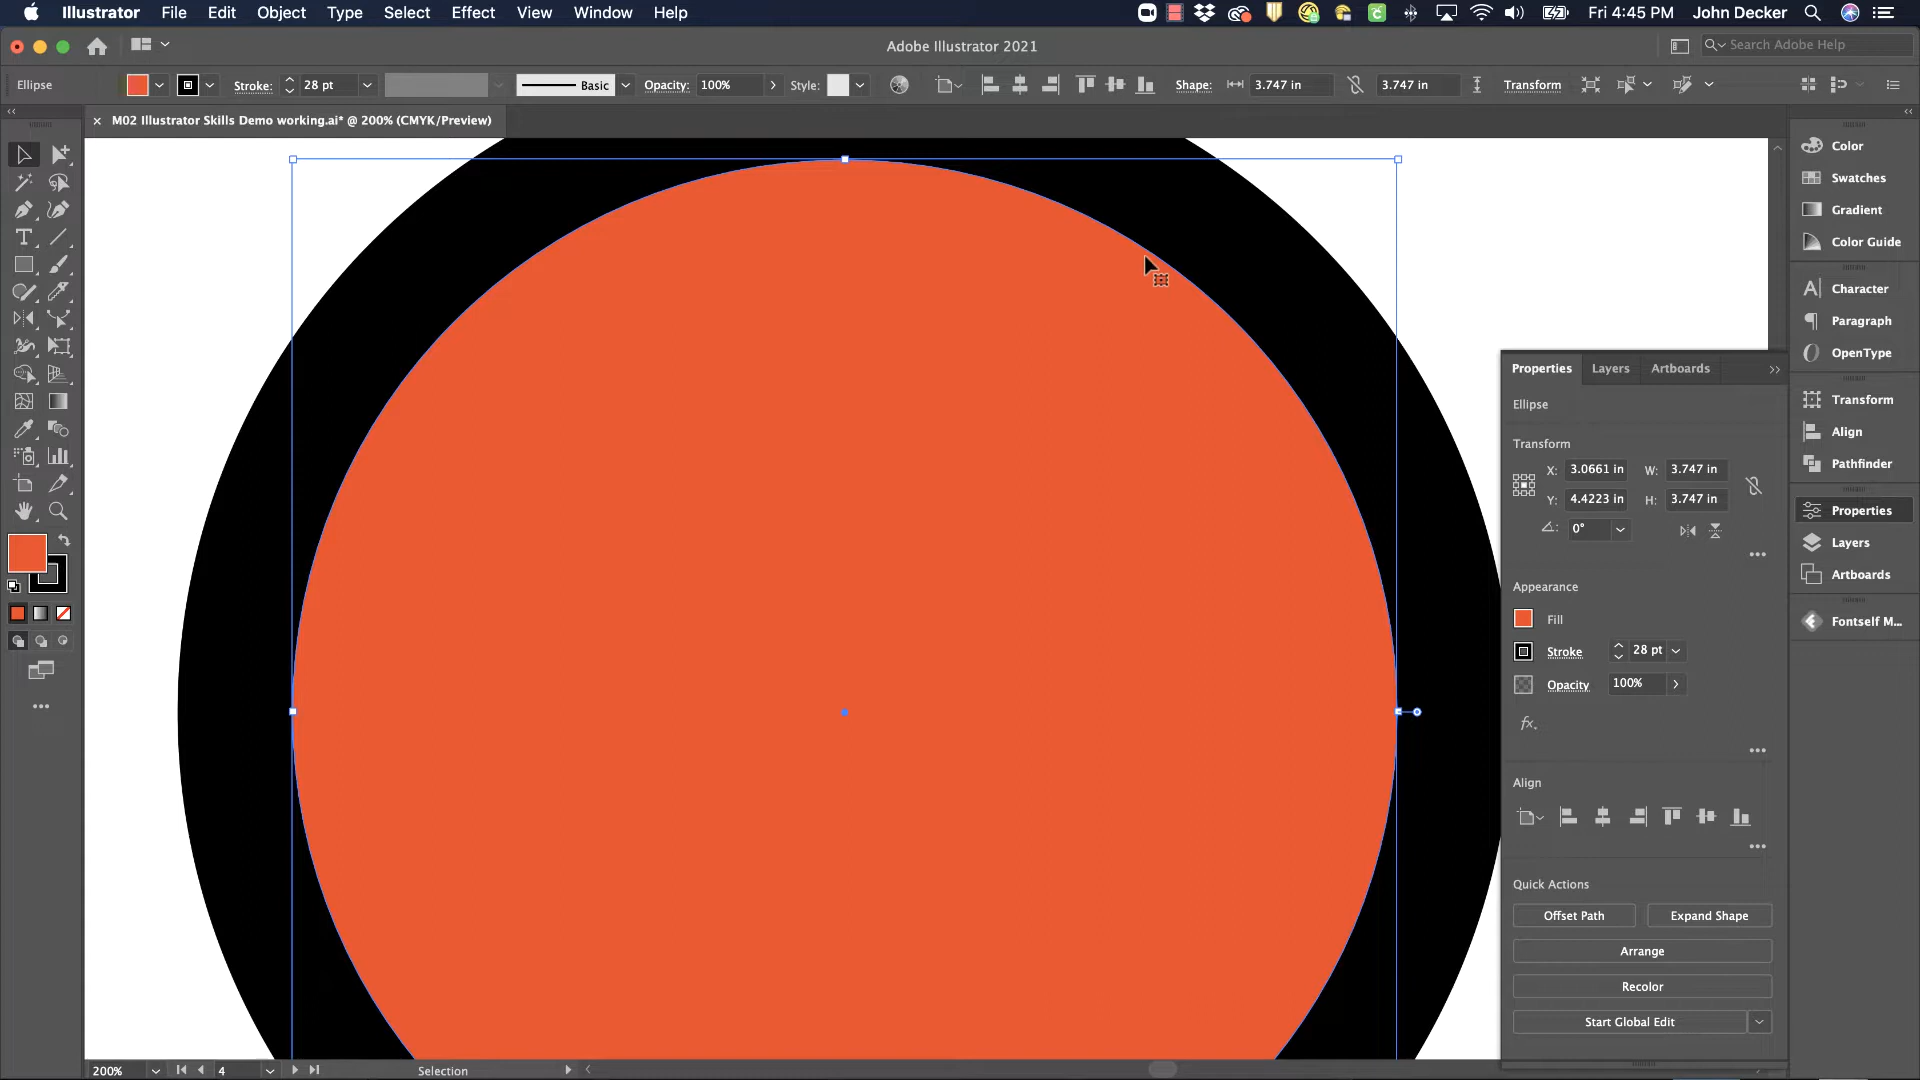 Illustrator File Edit Object Type Select Effect View Window Help Fri 4:45 PM John Decker
Adobe Illustrator 2021 Search Adobe Help
Ellipse Stroke: 28 pt Basic Opacity: 100% Style: Shape: 3.747 in 3.747 in Transform
× M02 Illustrator Skills Demo working.ai* @ 200% (CMYK/Preview)
Color
Swatches
Gradient
Color Guide
Character
Paragraph
OpenType
Transform
Align
Pathfinder
Properties
Layers
Artboards
Fontself M...
Properties Layers Artboards
Ellipse
Transform
X: 3.0661 in W: 3.747 in
Y: 4.4223 in H: 3.747 in
0°
Appearance
Fill
Stroke 28 pt
Opacity 100%
fx.
Align
Quick Actions
Offset Path Expand Shape
Arrange
Recolor
Start Global Edit
200% 4 Selection